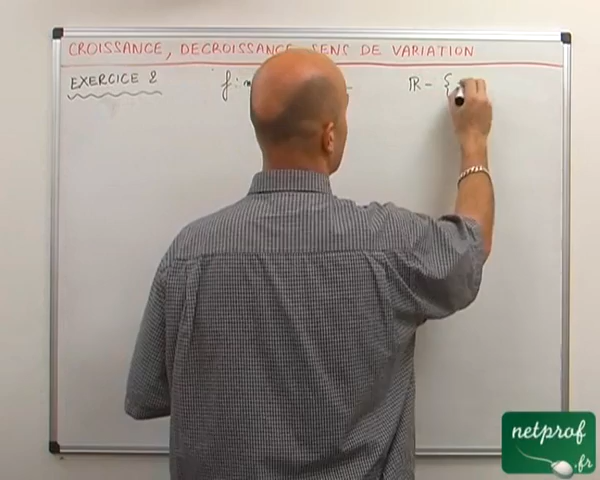 CROISSANCE, DECROISSANCE, SENS DE VARIATION
EXERCICE 2 f: ℝ - {
netprof
.fr